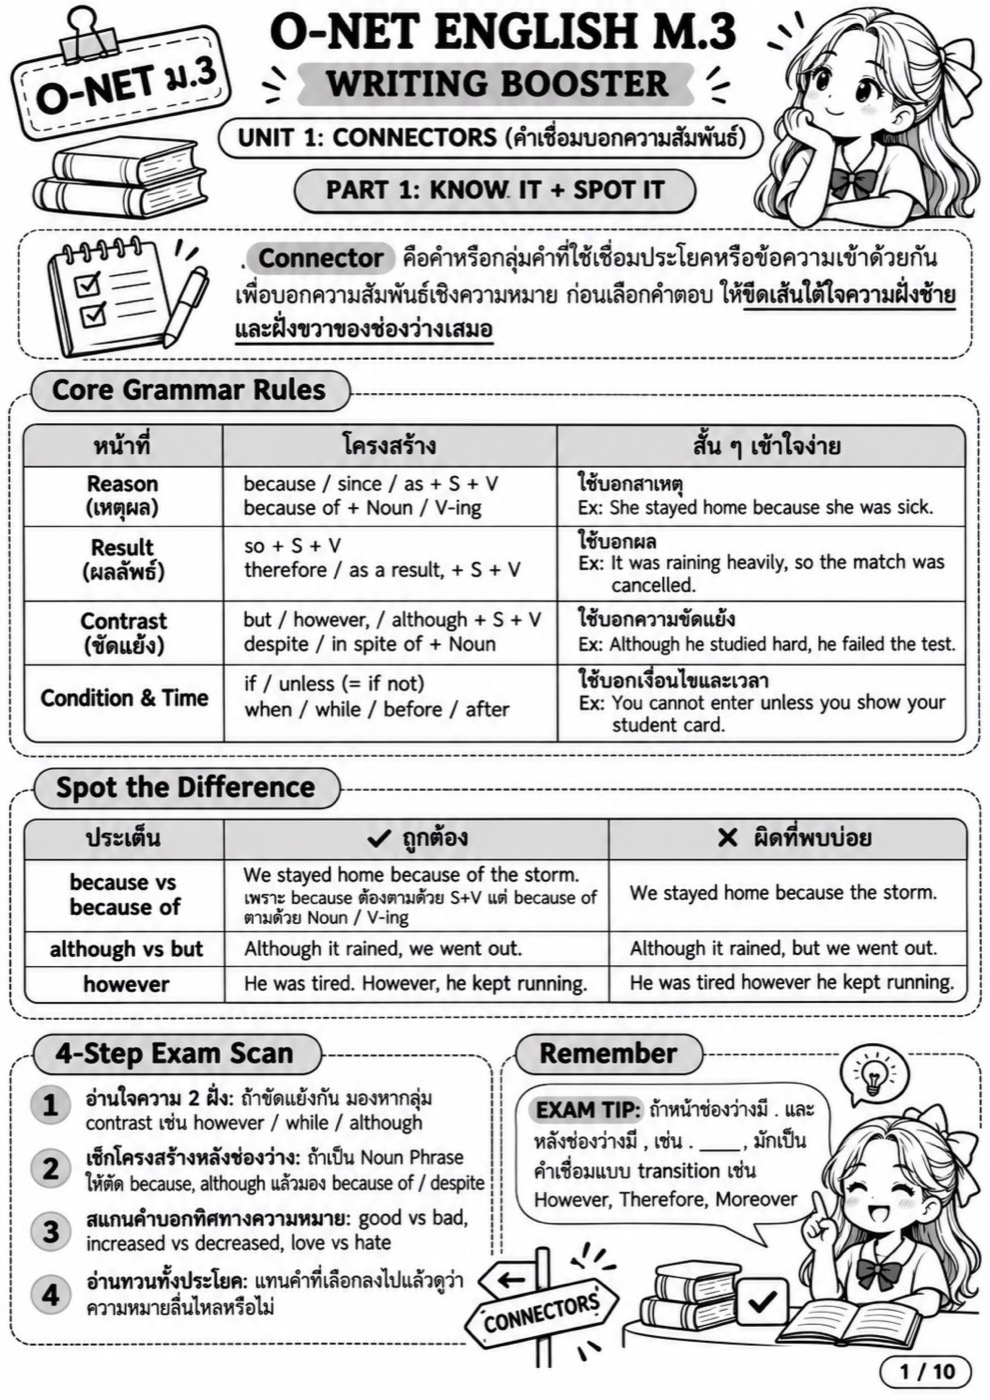 O-NET ม.3
O-NET ENGLISH M.3
WRITING BOOSTER
UNIT 1: CONNECTORS (คำเชื่อมบอกความสัมพันธ์)
PART 1: KNOW IT + SPOT IT
. Connector คือคำหรือกลุ่มคำที่ใช้เชื่อมประโยคหรือข้อความเข้าด้วยกัน
เพื่อบอกความสัมพันธ์เชิงความหมาย ก่อนเลือกคำตอบ ให้ขีดเส้นใต้ใจความฝั่งซ้าย
และฝั่งขวาของช่องว่างเสมอ
Core Grammar Rules
หน้าที่ โครงสร้าง สั้น ๆ เข้าใจง่าย
Reason
(เหตุผล)
because / since / as + S + V
because of + Noun / V-ing
ใช้บอกสาเหตุ
Ex: She stayed home because she was sick.
Result
(ผลลัพธ์)
so + S + V
therefore / as a result, + S + V
ใช้บอกผล
Ex: It was raining heavily, so the match was
cancelled.
Contrast
(ขัดแย้ง)
but / however, / although + S + V
despite / in spite of + Noun
ใช้บอกความขัดแย้ง
Ex: Although he studied hard, he failed the test.
Condition & Time
if / unless (= if not)
when / while / before / after
ใช้บอกเงื่อนไขและเวลา
Ex: You cannot enter unless you show your
student card.
Spot the Difference
ประเด็น ✓ ถูกต้อง ✕ ผิดที่พบบ่อย
because vs
because of
We stayed home because of the storm.
เพราะ because ต้องตามด้วย S+V แต่ because of
ตามด้วย Noun / V-ing
We stayed home because the storm.
although vs but
Although it rained, we went out.
Although it rained, but we went out.
however
He was tired. However, he kept running.
He was tired however he kept running.
4-Step Exam Scan
1 อ่านใจความ 2 ฝั่ง: ถ้าขัดแย้งกัน มองหากลุ่ม
contrast เช่น however / while / although
2 เช็กโครงสร้างหลังช่องว่าง: ถ้าเป็น Noun Phrase
ให้ตัด because, although แล้วมอง because of / despite
3 สแกนคำบอกทิศทางความหมาย: good vs bad,
increased vs decreased, love vs hate
4 อ่านทวนทั้งประโยค: แทนคำที่เลือกลงไปแล้วดูว่า
ความหมายลื่นไหลหรือไม่
Remember
EXAM TIP: ถ้าหน้าช่องว่างมี . และ
หลังช่องว่างมี , เช่น . ____, มักเป็น
คำเชื่อมแบบ transition เช่น
However, Therefore, Moreover
CONNECTORS
1 / 10